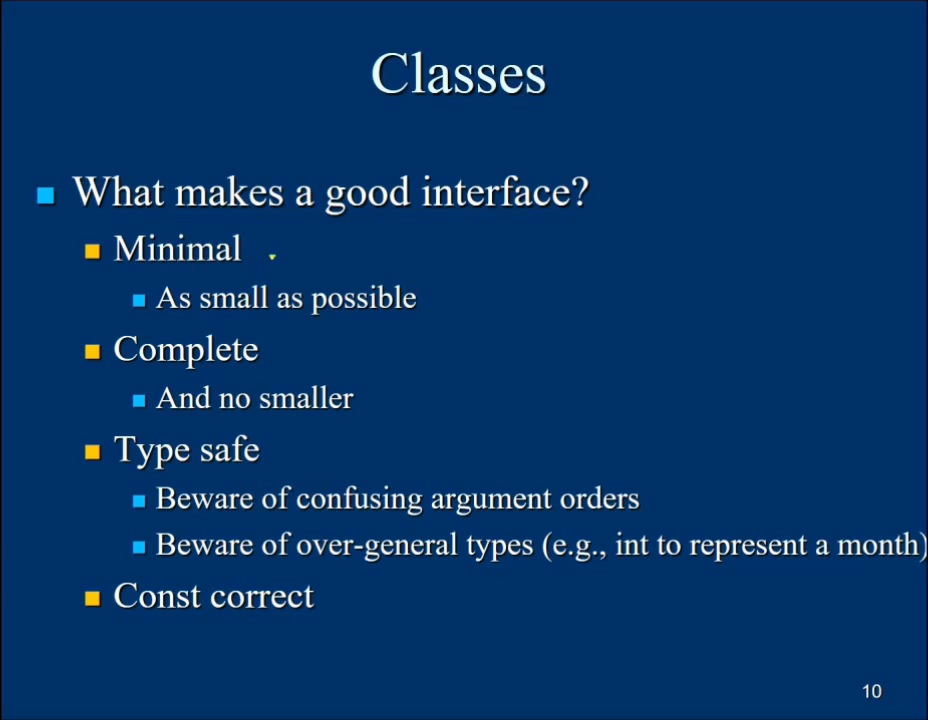 Classes
What makes a good interface?
Minimal
As small as possible
Complete
And no smaller
Type safe
Beware of confusing argument orders
Beware of over-general types (e.g., int to represent a month)
Const correct
10